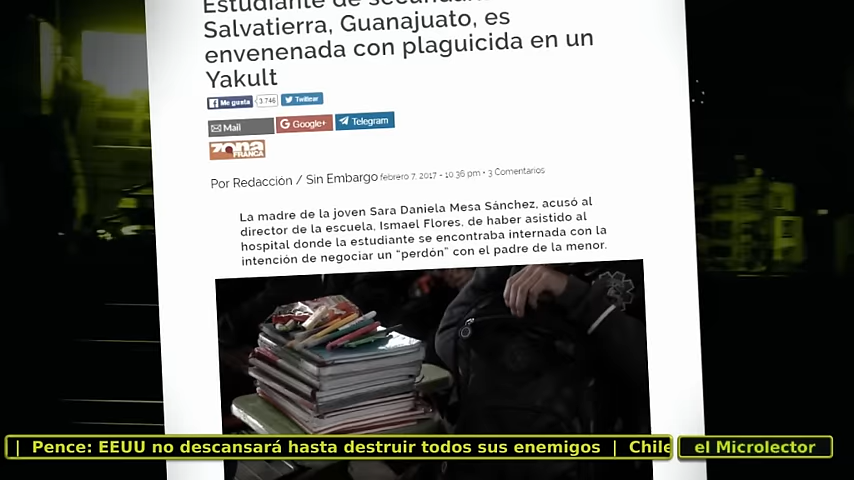 Estudiante de secundaria
Salvatierra, Guanajuato, es
envenenada con plaguicida en un
Yakult
Me gusta 3.746 Twittear
Mail Google+ Telegram
zona
FRANCA
Por Redacción / Sin Embargo febrero 7, 2017 - 10:36 pm • 3 Comentarios
La madre de la joven Sara Daniela Mesa Sánchez, acusó al
director de la escuela, Ismael Flores, de haber asistido al
hospital donde la estudiante se encontraba internada con la
intención de negociar un “perdón” con el padre de la menor.
| Pence: EEUU no descansará hasta destruir todos sus enemigos | Chile el Microlector